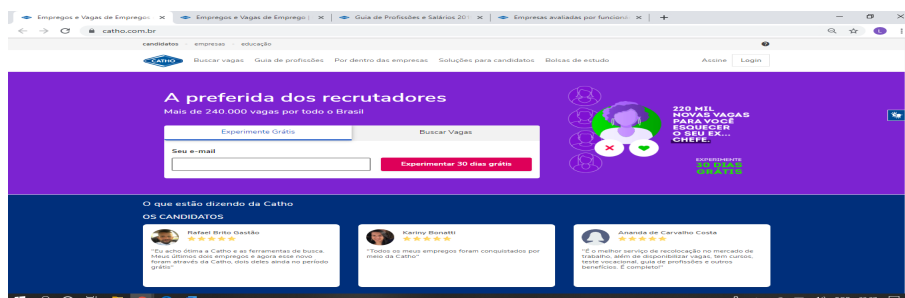 Empregos e Vagas de Empregos
Empregos e Vagas de Emprego |
Guia de Profissões e Salários 201
Empresas avaliadas por funcioná
catho.com.br
L
candidatos empresas educação
CATHO Buscar vagas Guia de profissões Por dentro das empresas Soluções para candidatos Bolsas de estudo Assine Login
A preferida dos recrutadores
Mais de 240.000 vagas por todo o Brasil
Experimente Grátis Buscar Vagas
Seu e-mail
Experimentar 30 dias grátis
220 MIL
NOVAS VAGAS
PARA VOCÊ
ESQUECER
O SEU EX...
CHEFE.
EXPERIMENTE
30 DIAS
GRÁTIS
O que estão dizendo da Catho
OS CANDIDATOS
Rafael Brito Gastão
"Eu acho ótima a Catho e as ferramentas de busca.
Meus últimos dois empregos e agora esse novo
foram através da Catho, dois deles ainda no período
grátis"
Kariny Bonatti
"Todos os meus empregos foram conquistados por
meio da Catho"
Ananda de Carvalho Costa
"É o melhor serviço de recolocação no mercado de
trabalho, além de disponibilizar vagas, tem cursos,
teste vocacional, guia de profissões e outros
benefícios. É completo!"